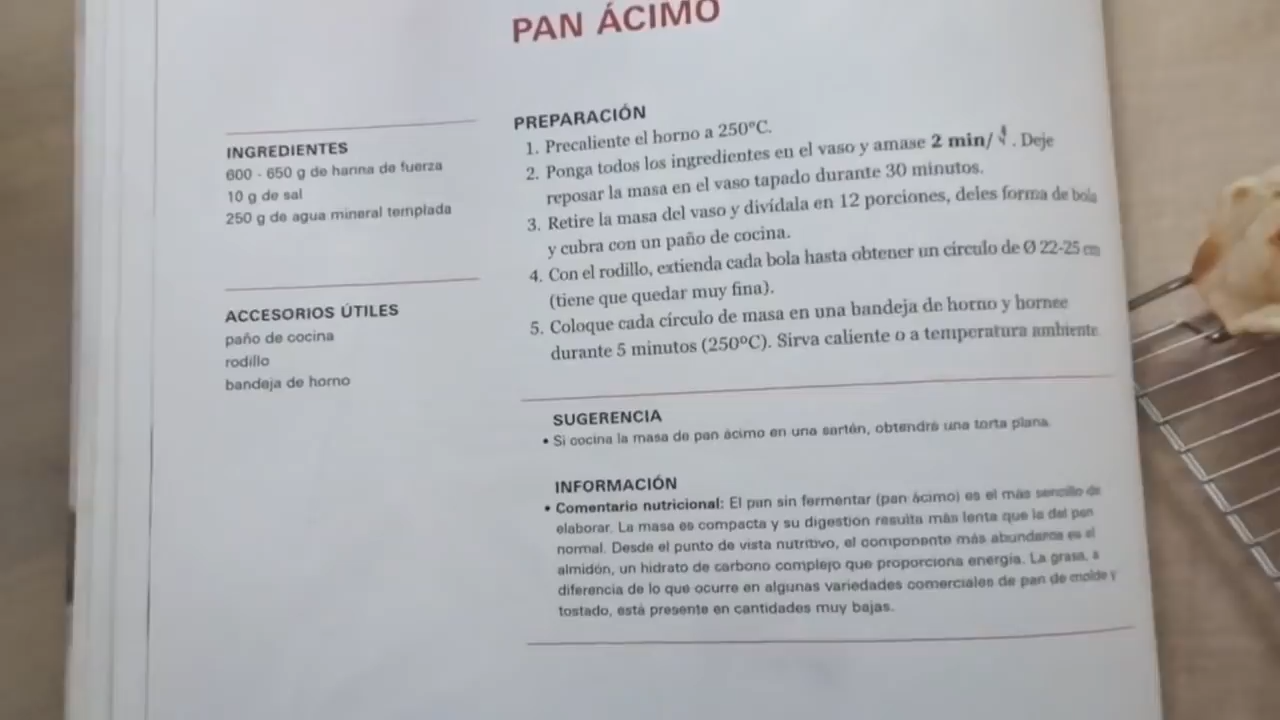 PAN ÁCIMO
INGREDIENTES
600 - 650 g de harina de fuerza
10 g de sal
250 g de agua mineral templada
ACCESORIOS ÚTILES
paño de cocina
rodillo
bandeja de horno
PREPARACIÓN
1. Precaliente el horno a 250ºC.
2. Ponga todos los ingredientes en el vaso y amase 2 min/ . Deje
reposar la masa en el vaso tapado durante 30 minutos.
3. Retire la masa del vaso y divídala en 12 porciones, deles forma de bola
y cubra con un paño de cocina.
4. Con el rodillo, extienda cada bola hasta obtener un círculo de Ø 22-25 cm
(tiene que quedar muy fina).
5. Coloque cada círculo de masa en una bandeja de horno y hornee
durante 5 minutos (250ºC). Sirva caliente o a temperatura ambiente.
SUGERENCIA
• Si cocina la masa de pan ácimo en una sartén, obtendrá una torta plana.
INFORMACIÓN
• Comentario nutricional: El pan sin fermentar (pan ácimo) es el más sencillo de
elaborar. La masa es compacta y su digestión resulta más lenta que la del pan
normal. Desde el punto de vista nutritivo, el componente más abundante es el
almidón, un hidrato de carbono complejo que proporciona energía. La grasa, a
diferencia de lo que ocurre en algunas variedades comerciales de pan de molde y
tostado, está presente en cantidades muy bajas.